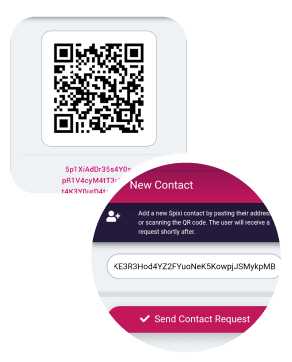 5p1XiAdDr35s4Y0
pR1V4cyM4tT3
t4K3Y0urD4t
New Contact
Add a new Spixi contact by pasting their address
or scanning the QR code. The user will receive a
request shortly after.
KE3R3Hod4YZ2FYuoNeK5KowpjJSMykpMB
Send Contact Request